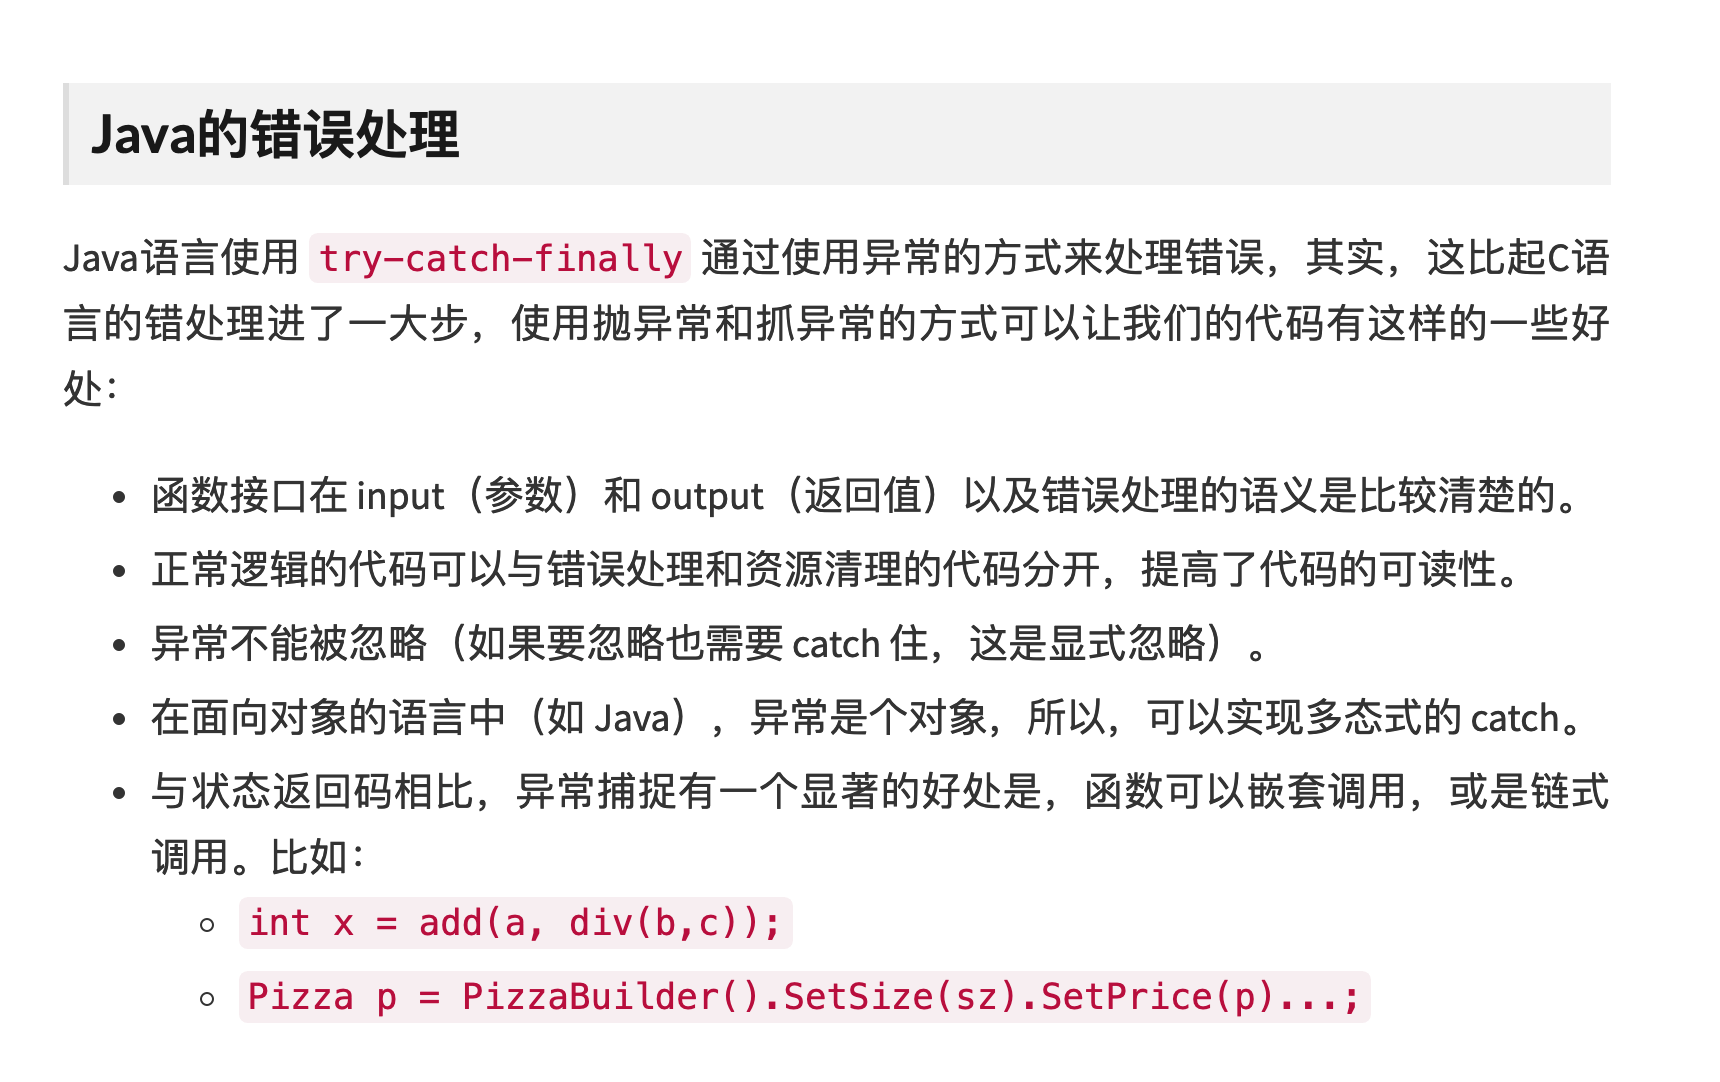 Java的错误处理
Java语言使用 try-catch-finally 通过使用异常的方式来处理错误，其实，这比起C语
言的错处理进了一大步，使用抛异常和抓异常的方式可以让我们的代码有这样的一些好
处：
• 函数接口在 input（参数）和 output（返回值）以及错误处理的语义是比较清楚的。
• 正常逻辑的代码可以与错误处理和资源清理的代码分开，提高了代码的可读性。
• 异常不能被忽略（如果要忽略也需要 catch 住，这是显式忽略）。
• 在面向对象的语言中（如 Java），异常是个对象，所以，可以实现多态式的 catch。
• 与状态返回码相比，异常捕捉有一个显著的好处是，函数可以嵌套调用，或是链式
调用。比如：
◦ int x = add(a, div(b,c));
◦ Pizza p = PizzaBuilder().SetSize(sz).SetPrice(p)...;